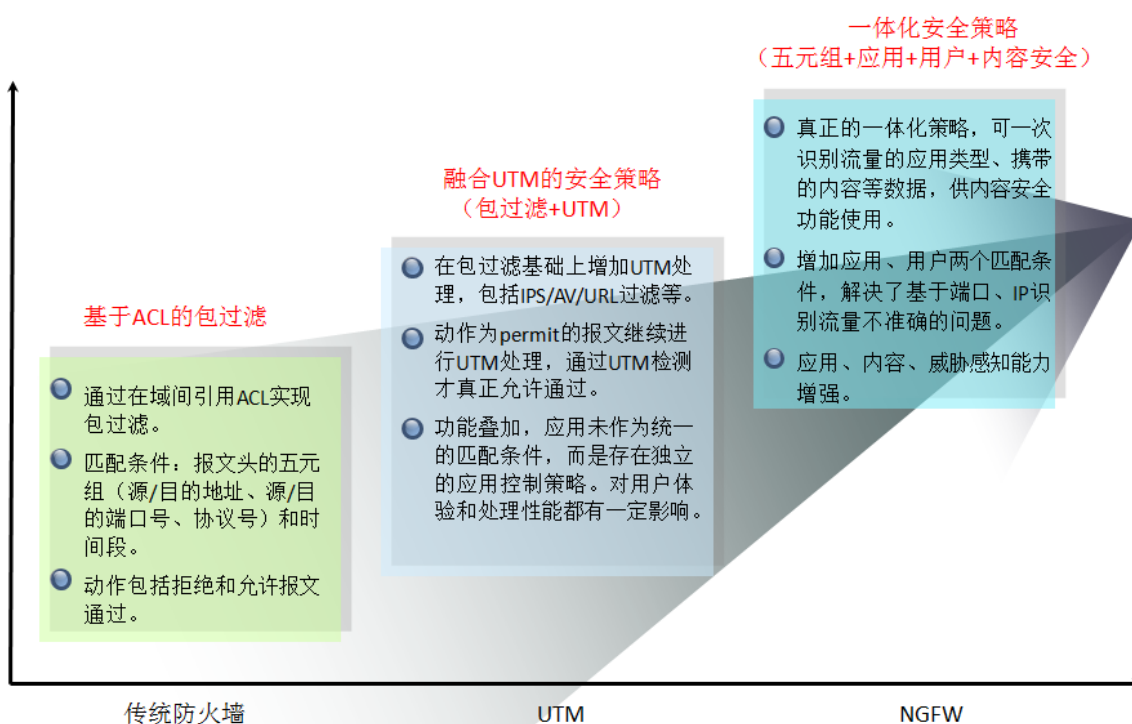 基于ACL的包过滤
通过在域间引用ACL实现
包过滤。
匹配条件：报文头的五元
组（源/目的地址、源/目
的端口号、协议号）和时
间段。
动作包括拒绝和允许报文
通过。
融合UTM的安全策略
（包过滤+UTM）
在包过滤基础上增加UTM处
理，包括IPS/AV/URL过滤等。
动作为permit的报文继续进
行UTM处理，通过UTM检测
才真正允许通过。
功能叠加，应用未作为统一
的匹配条件，而是存在独立
的应用控制策略。对用户体
验和处理性能都有一定影响。
一体化安全策略
（五元组+应用+用户+内容安全）
真正的一体化策略，可一次
识别流量的应用类型、携带
的内容等数据，供内容安全
功能使用。
增加应用、用户两个匹配条
件，解决了基于端口、IP识
别流量不准确的问题。
应用、内容、威胁感知能力
增强。
传统防火墙
UTM
NGFW